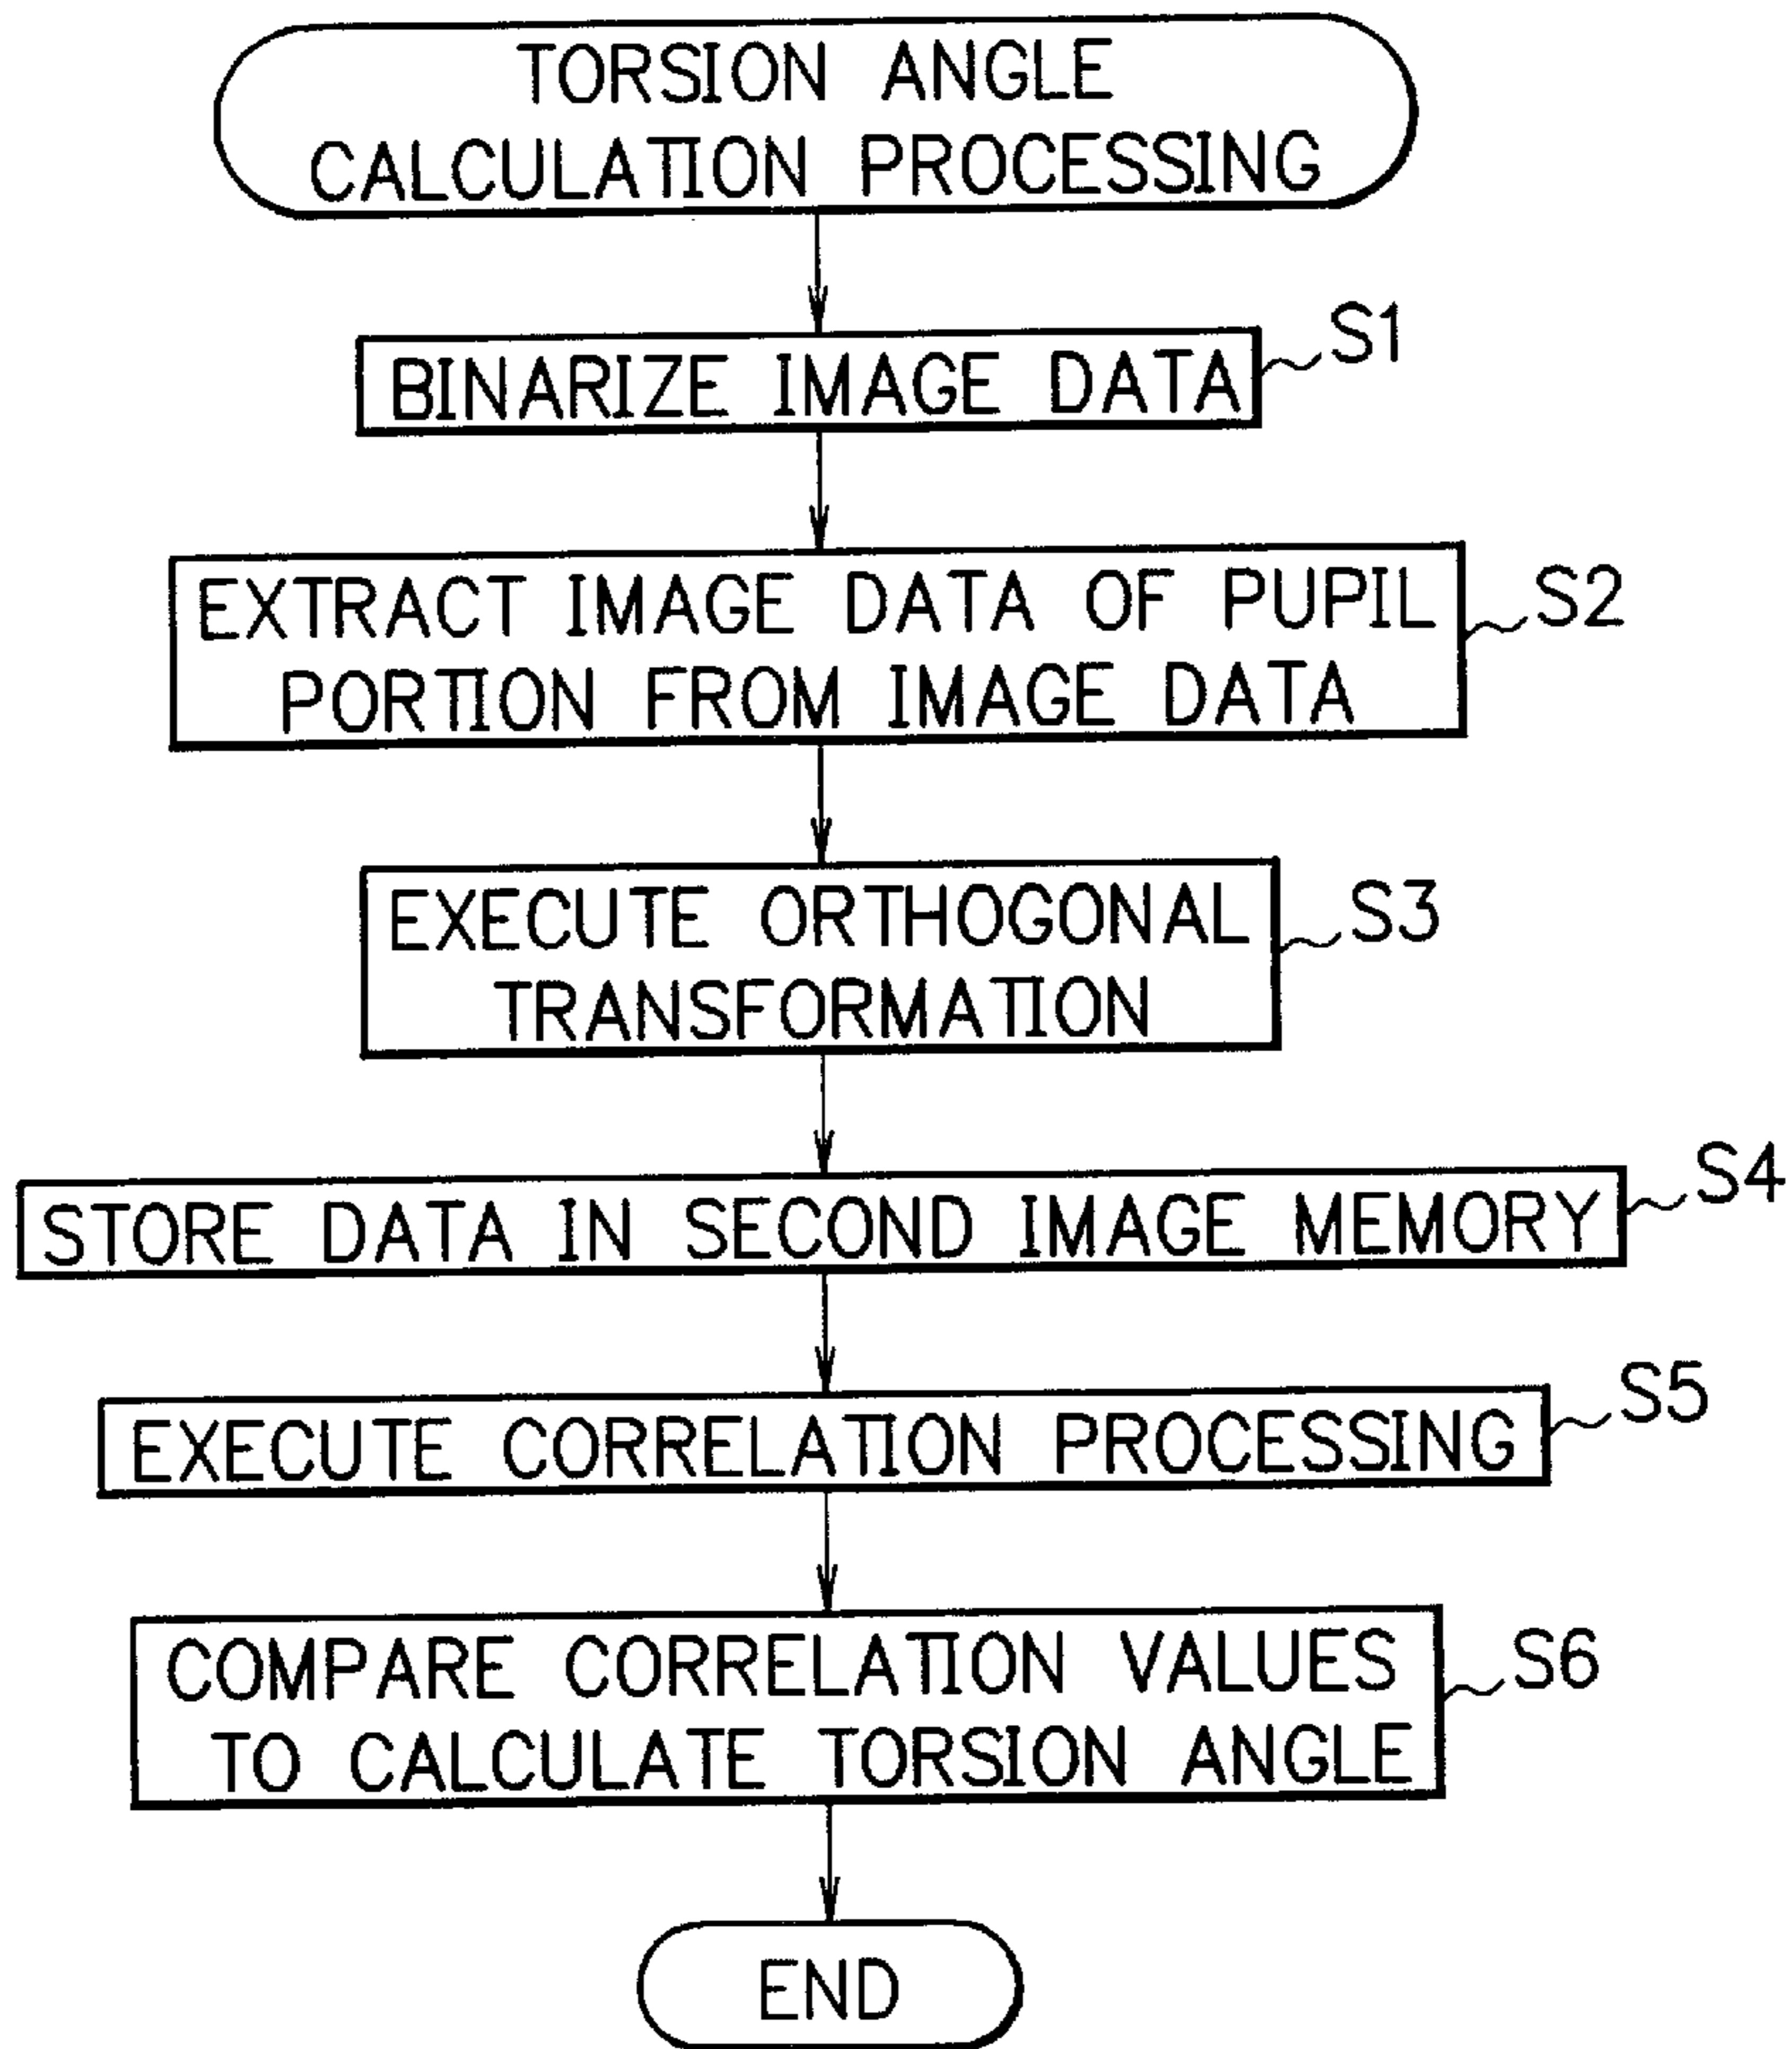 TORSION ANGLE
CALCULATION PROCESSING
BINARIZE IMAGE DATA
S1
EXTRACT IMAGE DATA OF PUPIL
PORTION FROM IMAGE DATA
S2
EXECUTE ORTHOGONAL
TRANSFORMATION
S3
STORE DATA IN SECOND IMAGE MEMORY
S4
EXECUTE CORRELATION PROCESSING
S5
COMPARE CORRELATION VALUES
TO CALCULATE TORSION ANGLE
S6
END